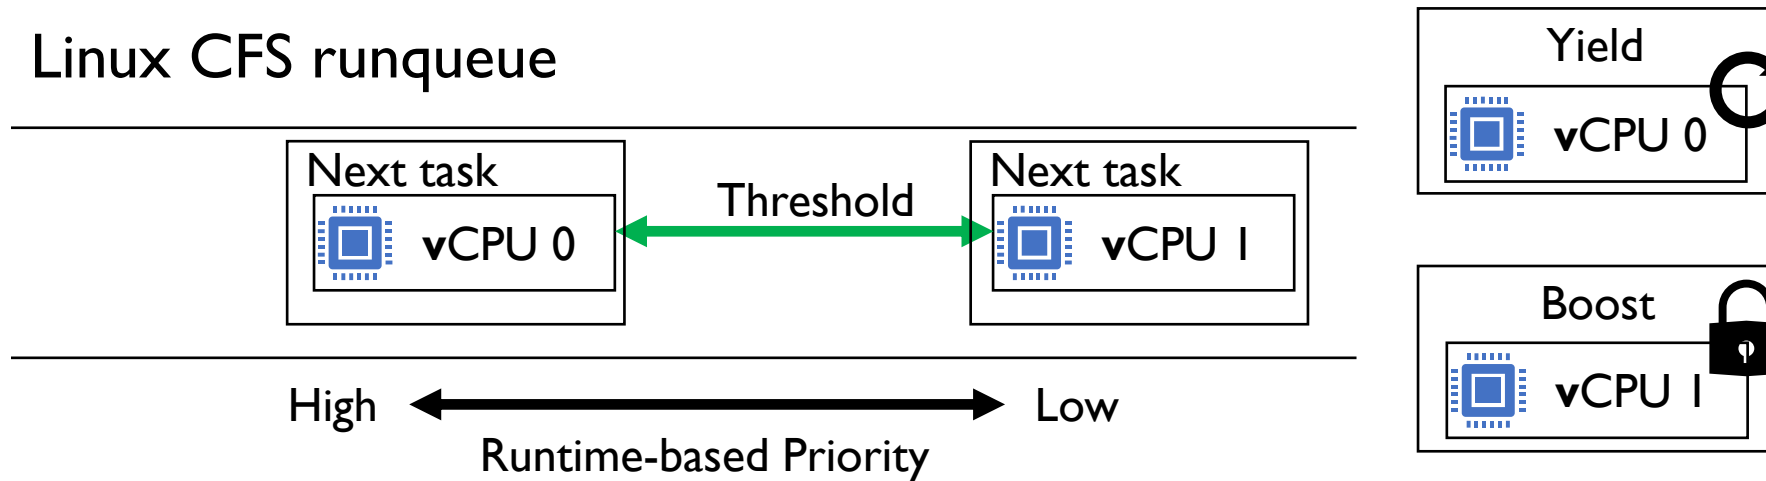 Linux CFS runqueue
Next task
vCPU 0
Threshold
Next task
vCPU 1
High
Low
Runtime-based Priority
Yield
vCPU 0
Boost
vCPU 1